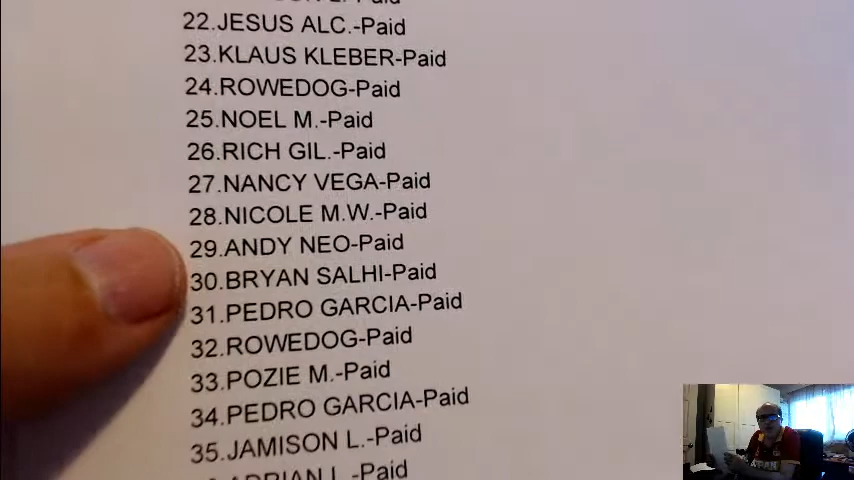 Paid
22.JESUS ALC.-Paid
23.KLAUS KLEBER-Paid
24.ROWEDOG-Paid
25.NOEL M.-Paid
26.RICH GIL.-Paid
27.NANCY VEGA-Paid
28.NICOLE M.W.-Paid
29.ANDY NEO-Paid
30.BRYAN SALHI-Paid
31.PEDRO GARCIA-Paid
32.ROWEDOG-Paid
33.POZIE M.-Paid
34.PEDRO GARCIA-Paid
35.JAMISON L.-Paid
ADRIAN L.-Paid